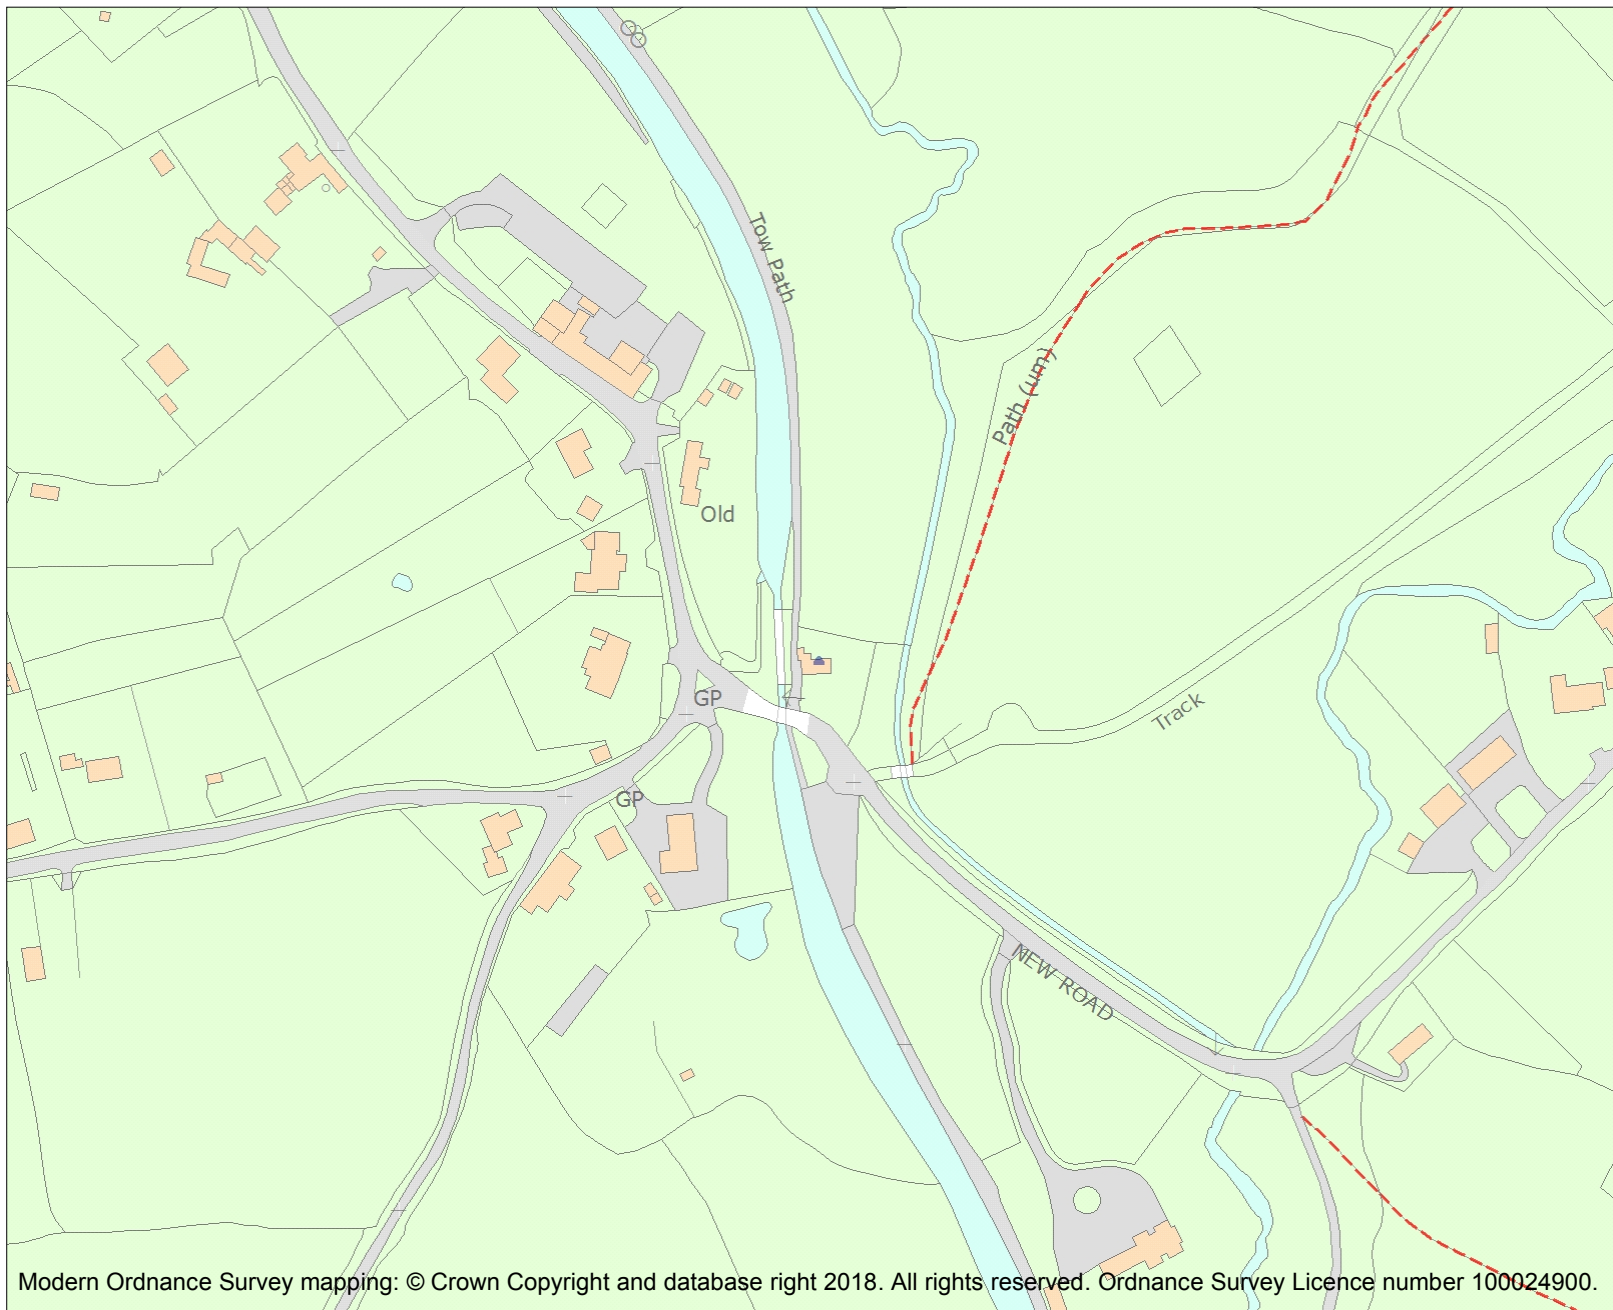 Tow Path
Path (um)
Old
GP
Track
GP
NEW ROAD
Modern Ordnance Survey mapping: © Crown Copyright and database right 2018. All rights reserved. Ordnance Survey Licence number 100024900.